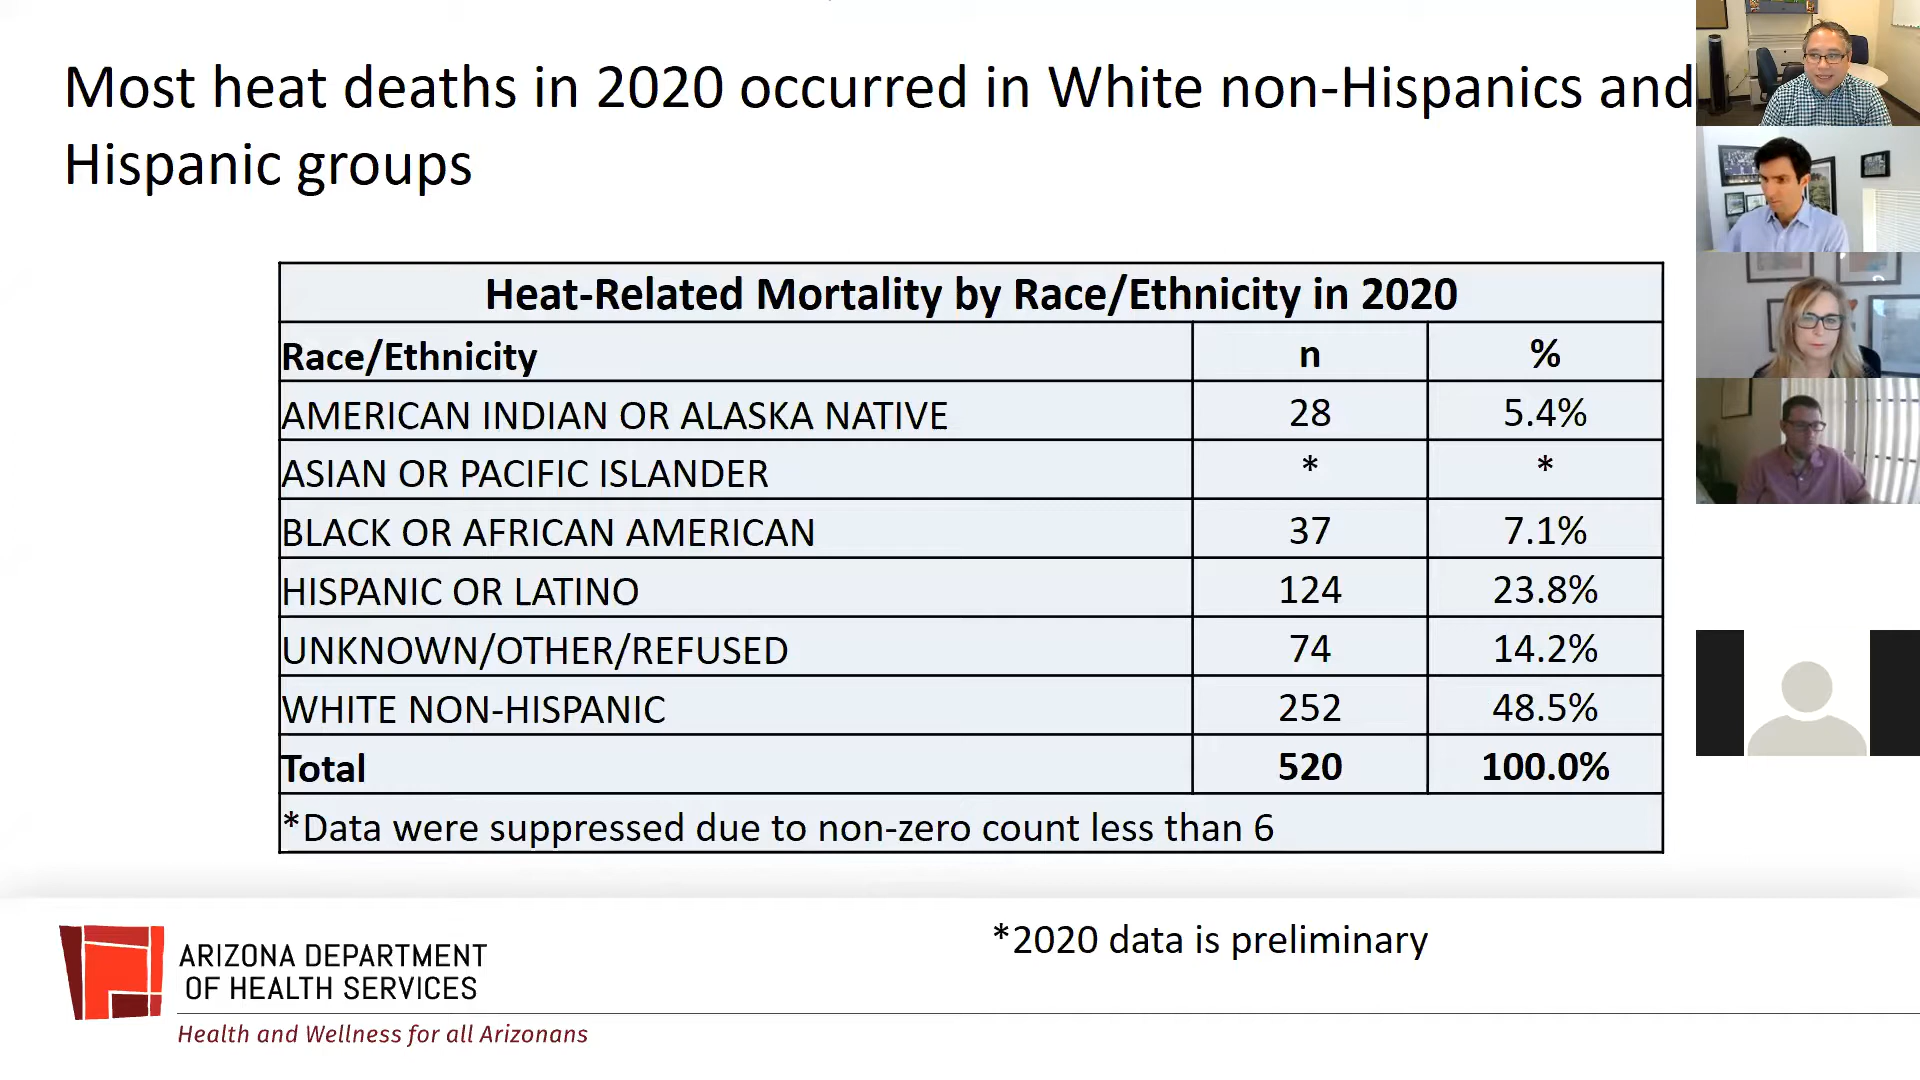 Most heat deaths in 2020 occurred in White non-Hispanics and
Hispanic groups
Heat-Related Mortality by Race/Ethnicity in 2020
Race/Ethnicity n %
AMERICAN INDIAN OR ALASKA NATIVE 28 5.4%
ASIAN OR PACIFIC ISLANDER * *
BLACK OR AFRICAN AMERICAN 37 7.1%
HISPANIC OR LATINO 124 23.8%
UNKNOWN/OTHER/REFUSED 74 14.2%
WHITE NON-HISPANIC 252 48.5%
Total 520 100.0%
*Data were suppressed due to non-zero count less than 6
*2020 data is preliminary
ARIZONA DEPARTMENT
OF HEALTH SERVICES
Health and Wellness for all Arizonans